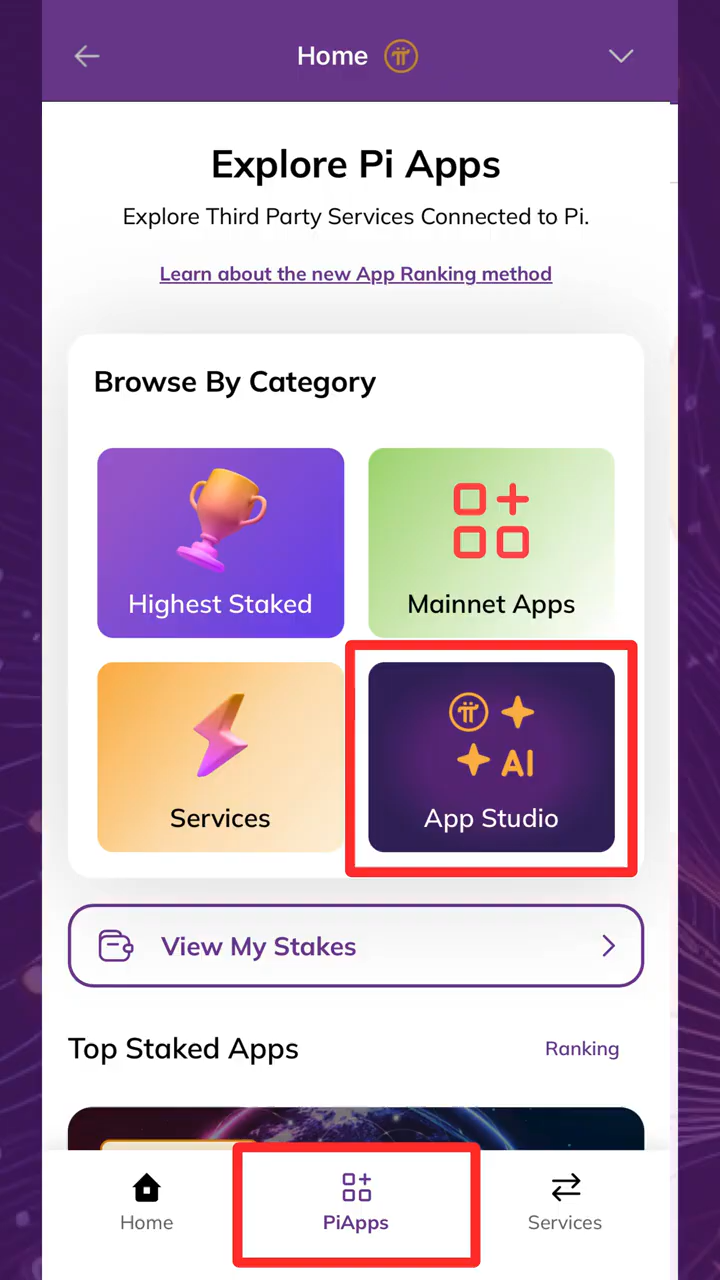 Home
Explore Pi Apps
Explore Third Party Services Connected to Pi.
Learn about the new App Ranking method
Browse By Category
Highest Staked
Mainnet Apps
Services
AI
App Studio
View My Stakes
Top Staked Apps
Ranking
Home
PiApps
Services